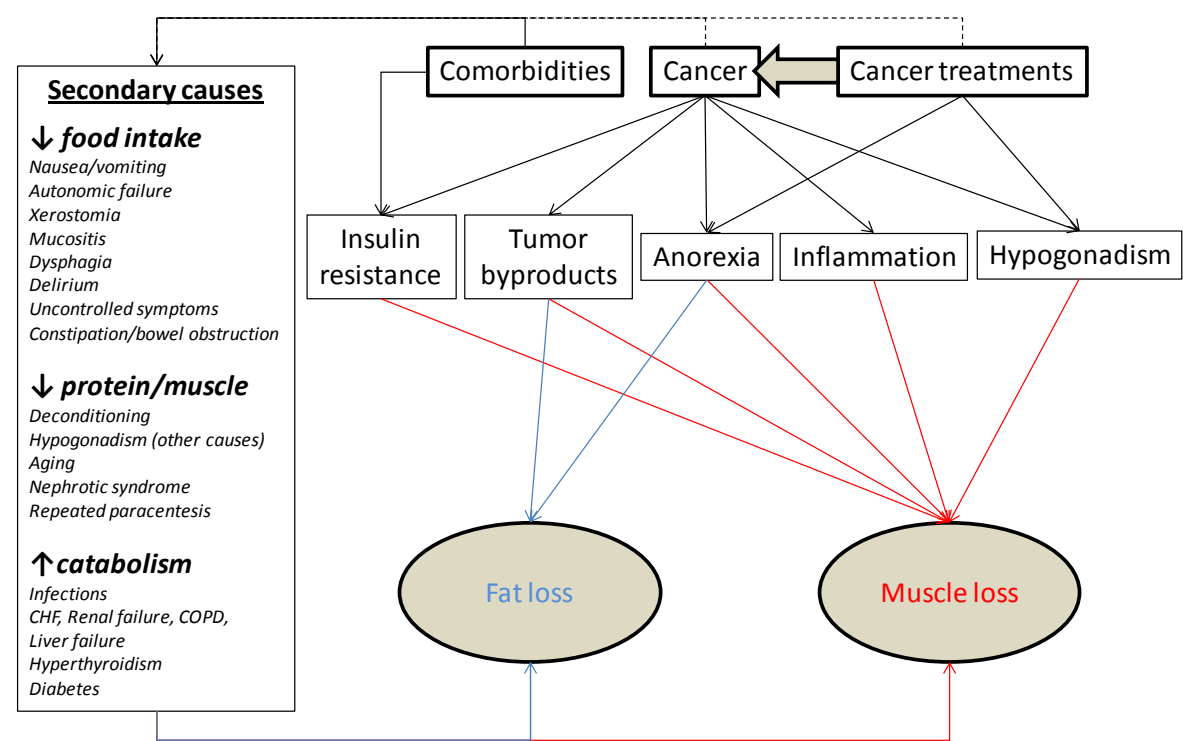 Comorbidities
Cancer
Cancer treatments
Secondary causes
↓ food intake
Nausea/vomiting
Autonomic failure
Xerostomia
Mucositis
Dysphagia
Delirium
Uncontrolled symptoms
Constipation/bowel obstruction
↓ protein/muscle
Deconditioning
Hypogonadism (other causes)
Aging
Nephrotic syndrome
Repeated paracentesis
↑ catabolism
Infections
CHF, Renal failure, COPD,
Liver failure
Hyperthyroidism
Diabetes
Insulin
resistance
Tumor
byproducts
Anorexia
Inflammation
Hypogonadism
Fat loss
Muscle loss